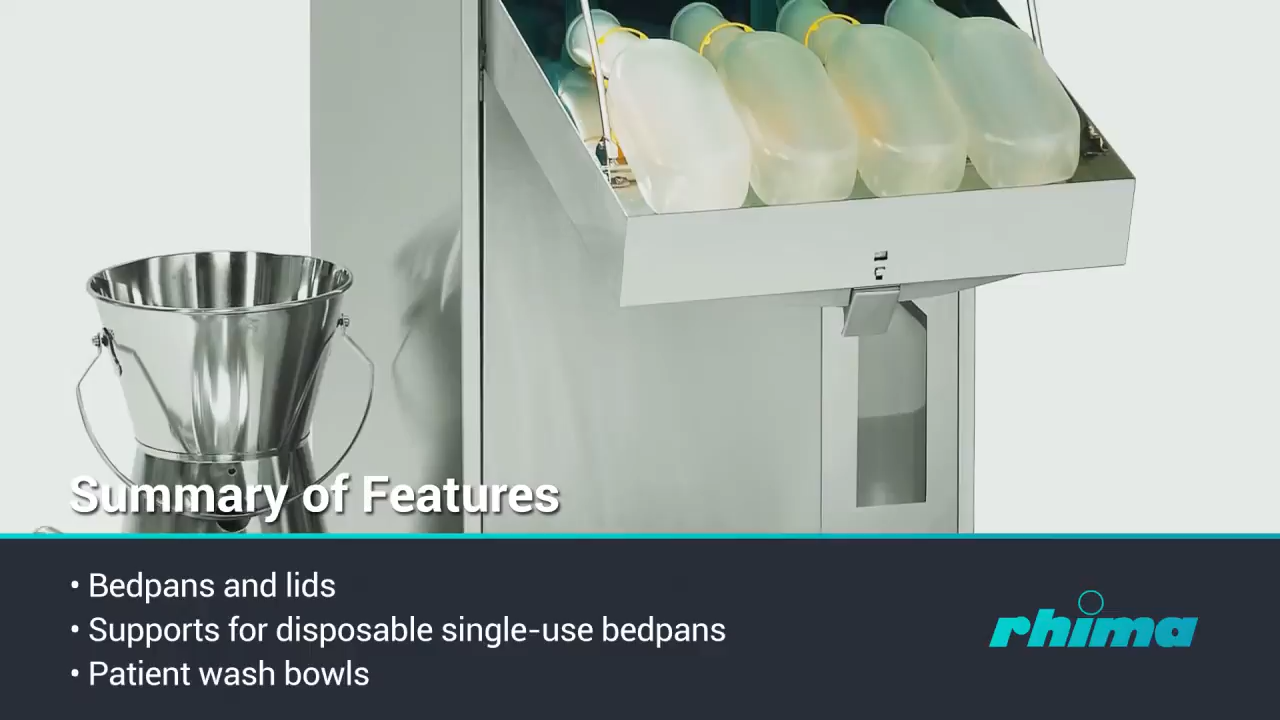 Summary of Features
• Bedpans and lids
• Supports for disposable single-use bedpans
• Patient wash bowls
rhima